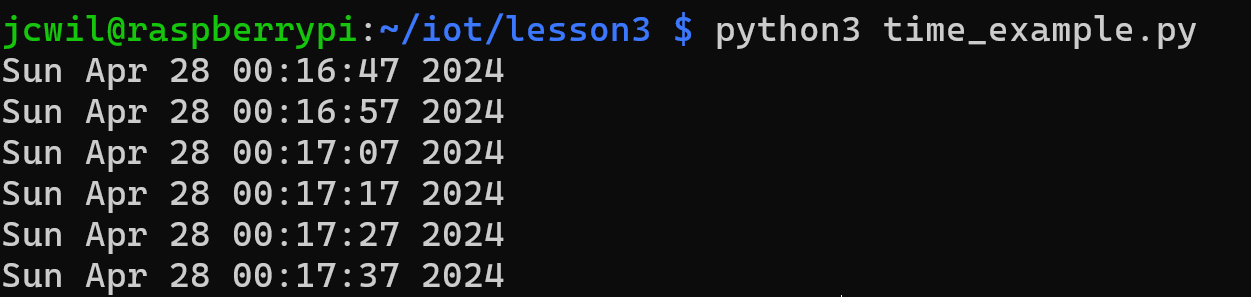 jcwil@raspberrypi:~/iot/lesson3 $ python3 time_example.py
Sun Apr 28 00:16:47 2024
Sun Apr 28 00:16:57 2024
Sun Apr 28 00:17:07 2024
Sun Apr 28 00:17:17 2024
Sun Apr 28 00:17:27 2024
Sun Apr 28 00:17:37 2024